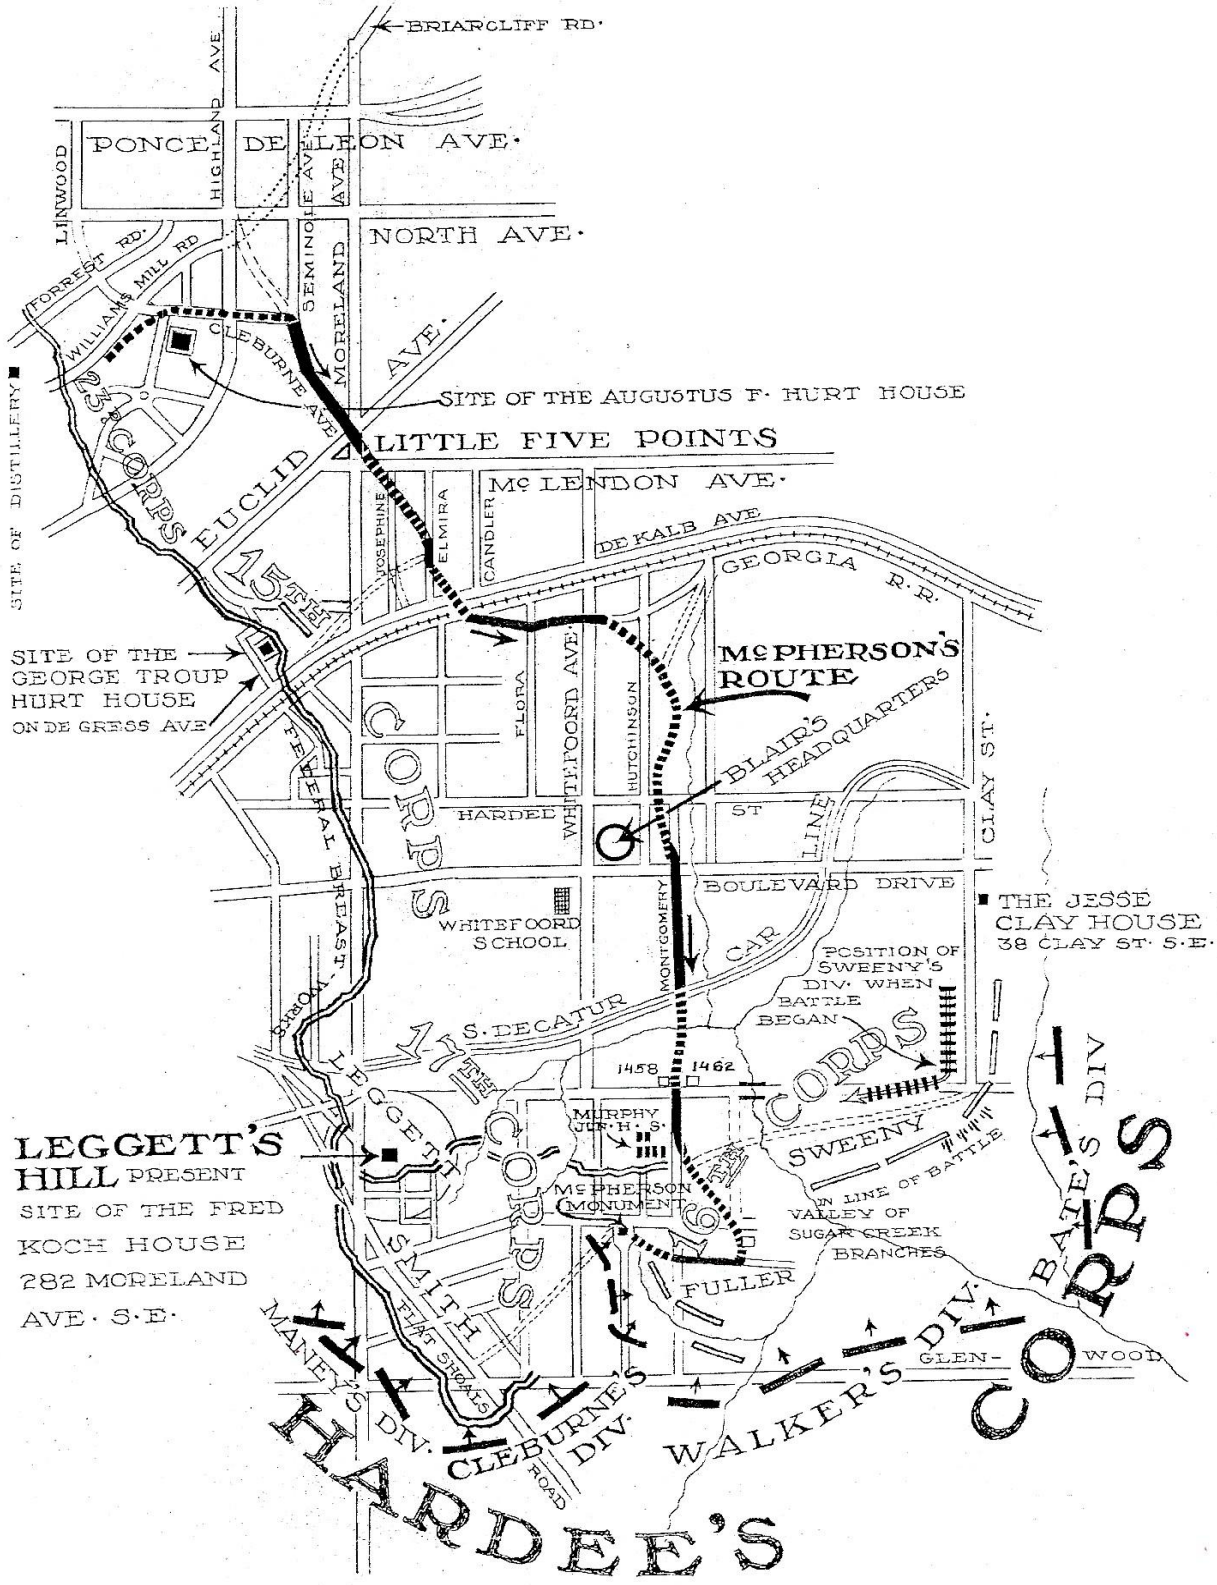 BRIARCLIFF RD.
HIGHLAND AVE
PONCE DE LEON AVE.
LINWOOD
SEMINOLE AVE
MORELAND AVE
NORTH AVE.
FORREST RD.
WILLIAMS MILL RD
CLEBURNE AVE
23D CORPS
SITE OF DISTILLERY
SITE OF THE AUGUSTUS F. HURT HOUSE
EUCLID AVE.
LITTLE FIVE POINTS
McLENDON AVE.
JOSEPHINE
ELMIRA
CANDLER
DE KALB AVE
GEORGIA R.R.
15TH CORPS
SITE OF THE
GEORGE TROUP
HURT HOUSE
ON DE GRESS AVE
McPHERSON'S
ROUTE
FLORA
WHITEFOORD AVE.
HUTCHINSON
BLAIR'S
HEADQUARTERS
CLAY ST.
FEDERAL BREAST WORKS
HARDEE ST
CAR LINE
BOULEVARD DRIVE
WHITEFOORD
SCHOOL
MONTGOMERY
THE JESSE
CLAY HOUSE
38 CLAY ST. S.E.
POSITION OF
SWEENY'S
DIV. WHEN
BATTLE
BEGAN
S. DECATUR
17TH CORPS
1458
1462
16TH CORPS
LEGGETT
MURPHY
JUN. H. S.
SWEENY
IN LINE OF BATTLE
LEGGETT'S
HILL PRESENT
SITE OF THE FRED
KOCH HOUSE
282 MORELAND
AVE. S.E.
McPHERSON
MONUMENT
VALLEY OF
SUGAR CREEK
BRANCHES
SMITH
FULLER
FLAT SHOALS ROAD
GLENWOOD
MANEY'S DIV.
CLEBURNE'S
DIV.
WALKER'S DIV.
BATE'S DIV
HARDEE'S CORPS